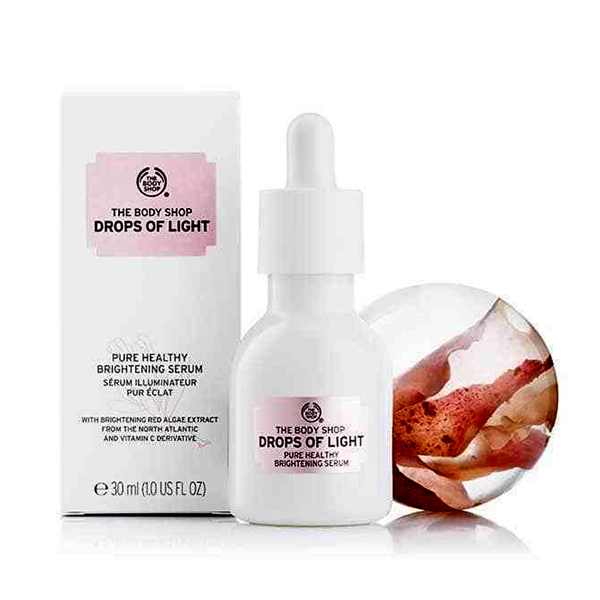 THE
BODY
SHOP
THE BODY SHOP
DROPS OF LIGHT
PURE HEALTHY
BRIGHTENING SERUM
SÉRUM ILLUMINATEUR
PUR ÉCLAT
WITH BRIGHTENING RED ALGAE EXTRACT
FROM THE NORTH ATLANTIC
AND VITAMIN C DERIVATIVE
℮ 30 ml (1.0 US FL OZ)
THE
BODY
SHOP
THE BODY SHOP
DROPS OF LIGHT
PURE HEALTHY
BRIGHTENING SERUM